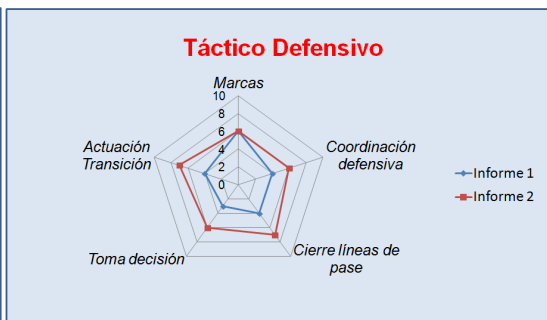 Táctico Defensivo
Marcas
10
8
6
4
2
0
Actuación
Transición
Coordinación
defensiva
Informe 1
Informe 2
Toma decisión
Cierre líneas de
pase